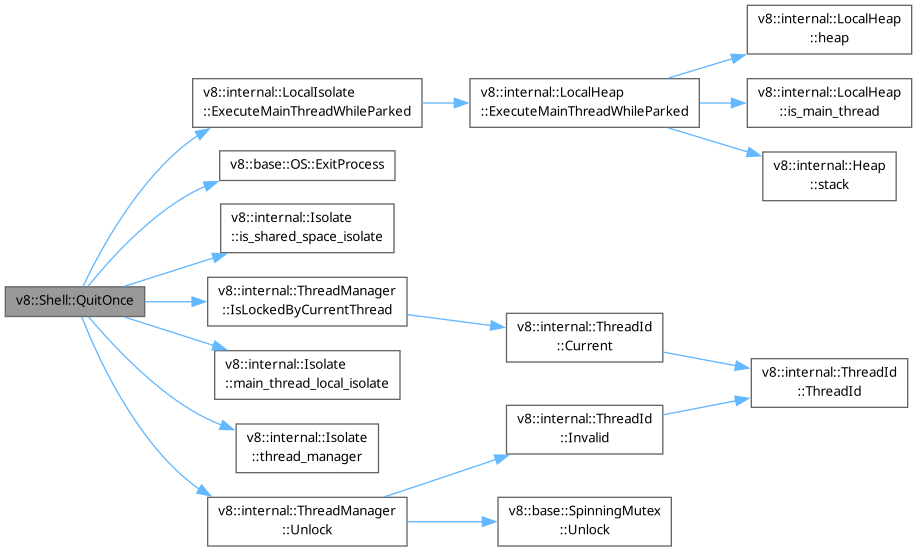 v8::Shell::QuitOnce
v8::internal::LocalIsolate
::ExecuteMainThreadWhileParked
v8::base::OS::ExitProcess
v8::internal::Isolate
::is_shared_space_isolate
v8::internal::ThreadManager
::IsLockedByCurrentThread
v8::internal::Isolate
::main_thread_local_isolate
v8::internal::Isolate
::thread_manager
v8::internal::ThreadManager
::Unlock
v8::internal::LocalHeap
::ExecuteMainThreadWhileParked
v8::internal::LocalHeap
::heap
v8::internal::LocalHeap
::is_main_thread
v8::internal::Heap
::stack
v8::internal::ThreadId
::Current
v8::internal::ThreadId
::Invalid
v8::base::SpinningMutex
::Unlock
v8::internal::ThreadId
::ThreadId